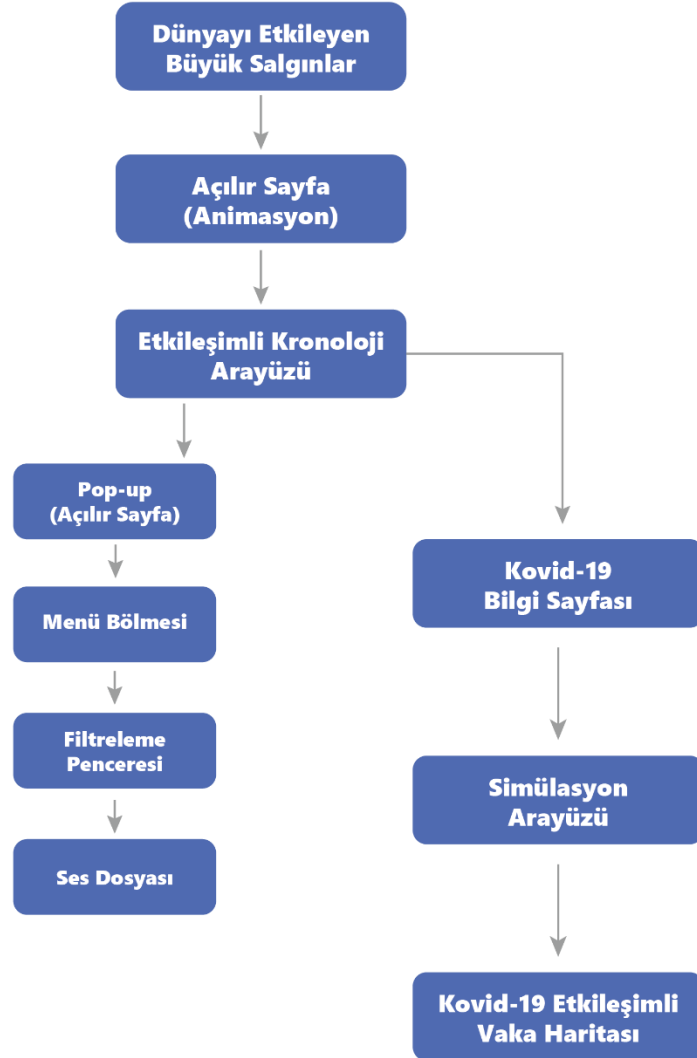 Dünyayı Etkileyen
Büyük Salgınlar
Açılır Sayfa
(Animasyon)
Etkileşimli Kronoloji
Arayüzü
Pop-up
(Açılır Sayfa)
Menü Bölmesi
Filtreleme
Penceresi
Ses Dosyası
Kovid-19
Bilgi Sayfası
Simülasyon
Arayüzü
Kovid-19 Etkileşimli
Vaka Haritası